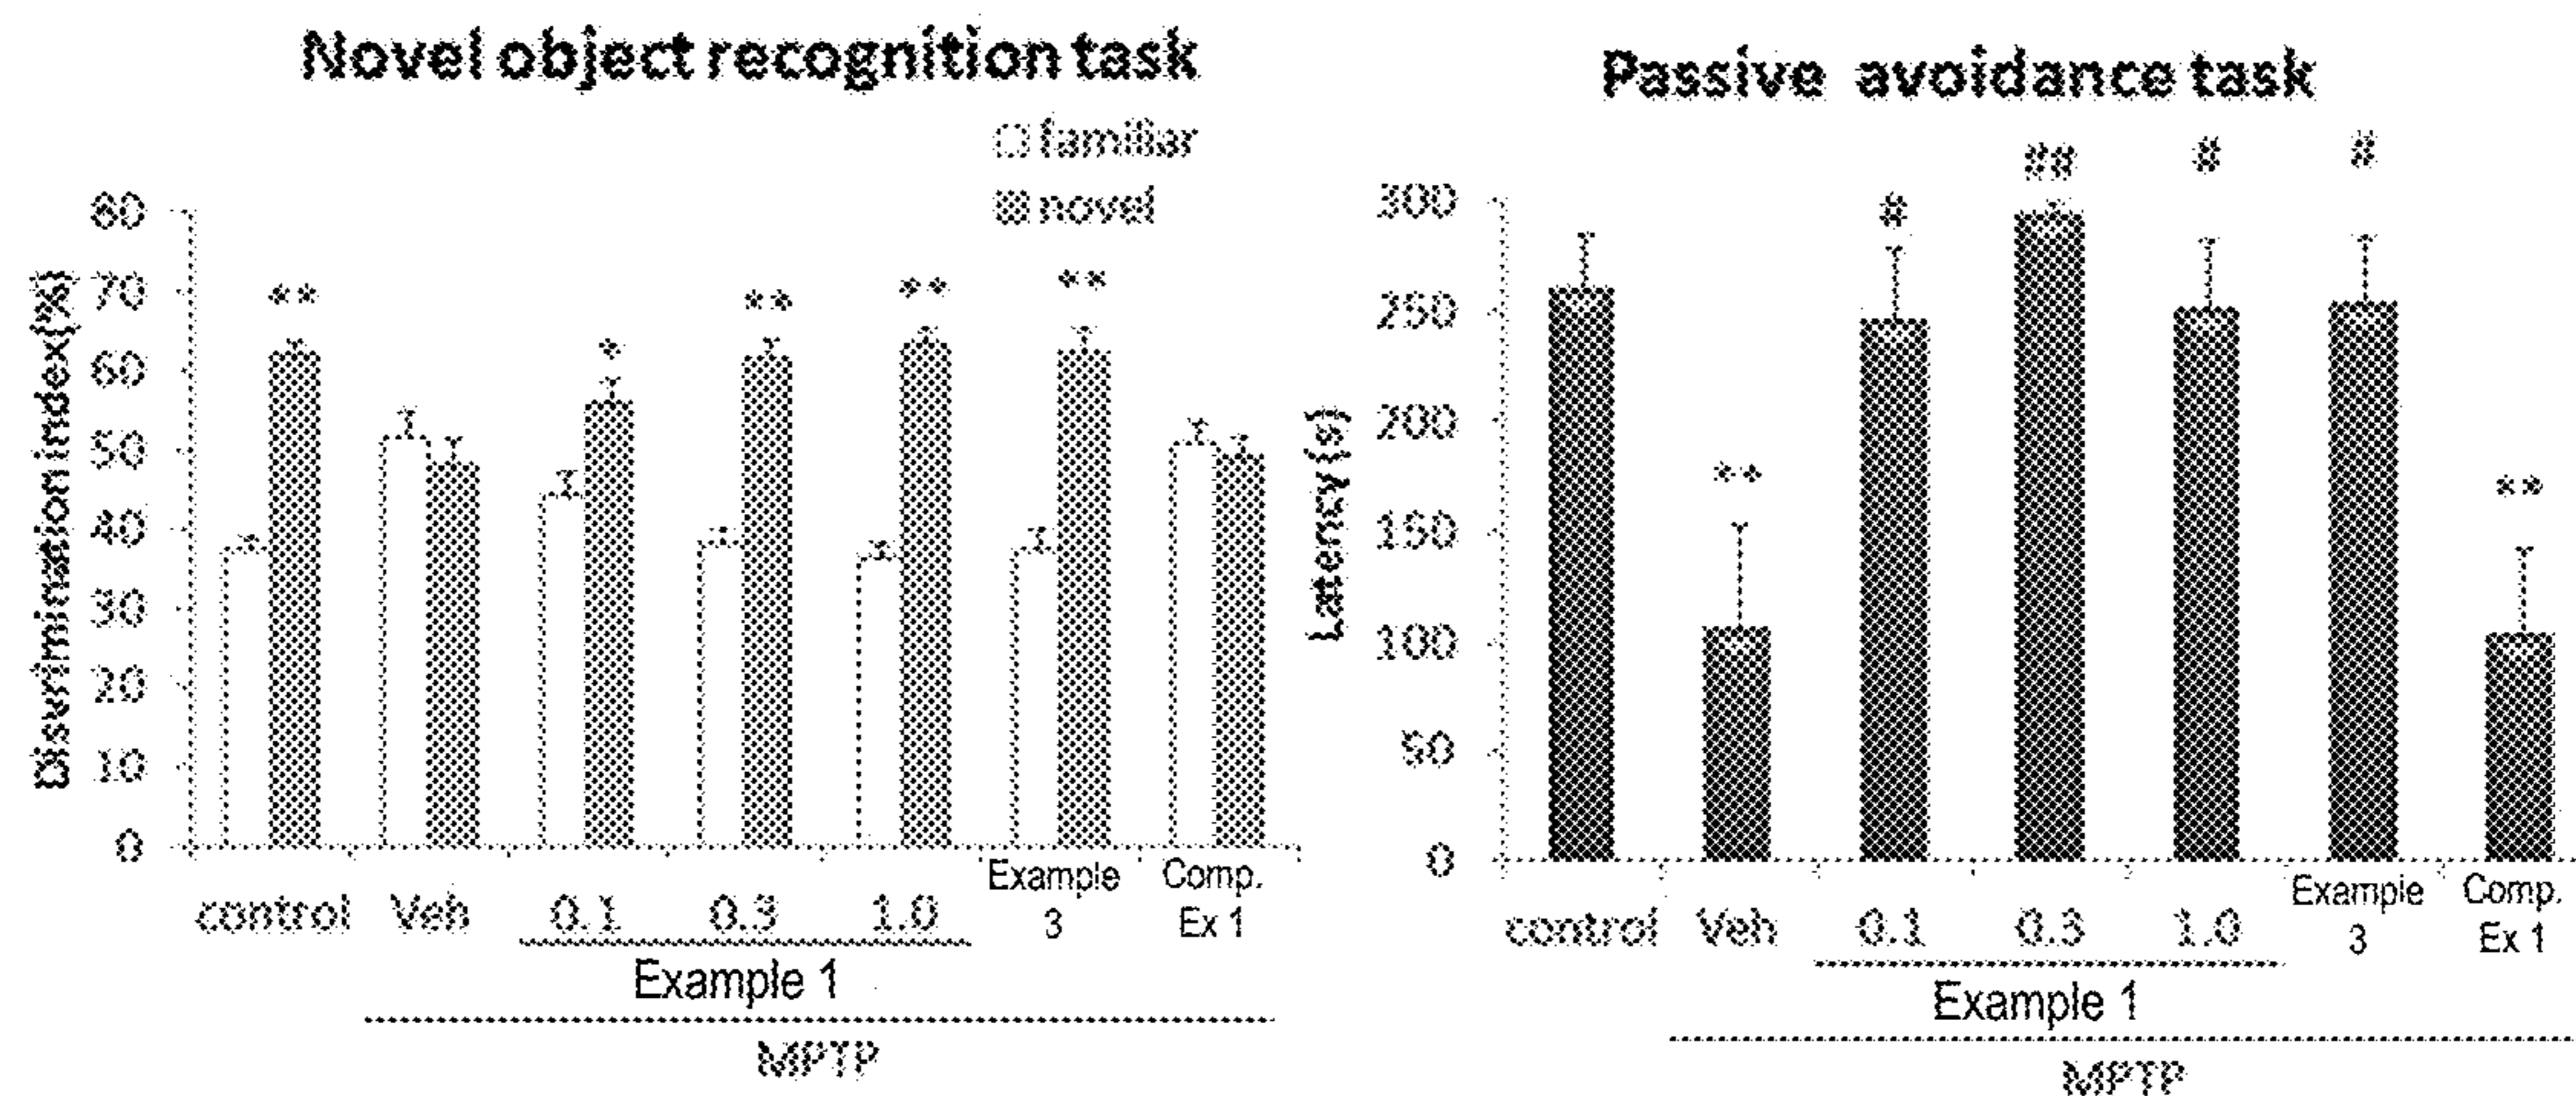 Novel object recognition task
familiar
novel
**
**
**
**
*
80
70
60
50
40
30
20
10
0
Disvrimination index(%)
control Veh 0.1 0.3 1.0 Example 3 Comp. Ex 1
Example 1
MPTP
Passive avoidance task
#
##
#
#
**
**
300
250
200
150
100
50
0
Latency (s)
control Veh 0.1 0.3 1.0 Example 3 Comp. Ex 1
Example 1
MPTP